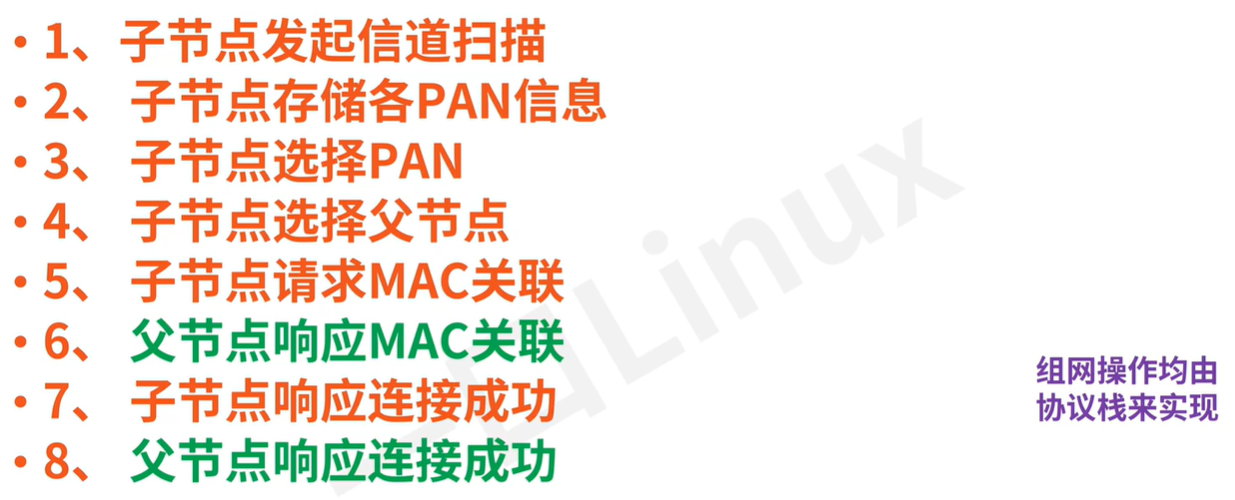 • 1、子节点发起信道扫描
• 2、 子节点存储各PAN信息
• 3、 子节点选择PAN
• 4、 子节点选择父节点
• 5、 子节点请求MAC关联
• 6、 父节点响应MAC关联
• 7、 子节点响应连接成功
• 8、 父节点响应连接成功
组网操作均由
协议栈来实现
Linux